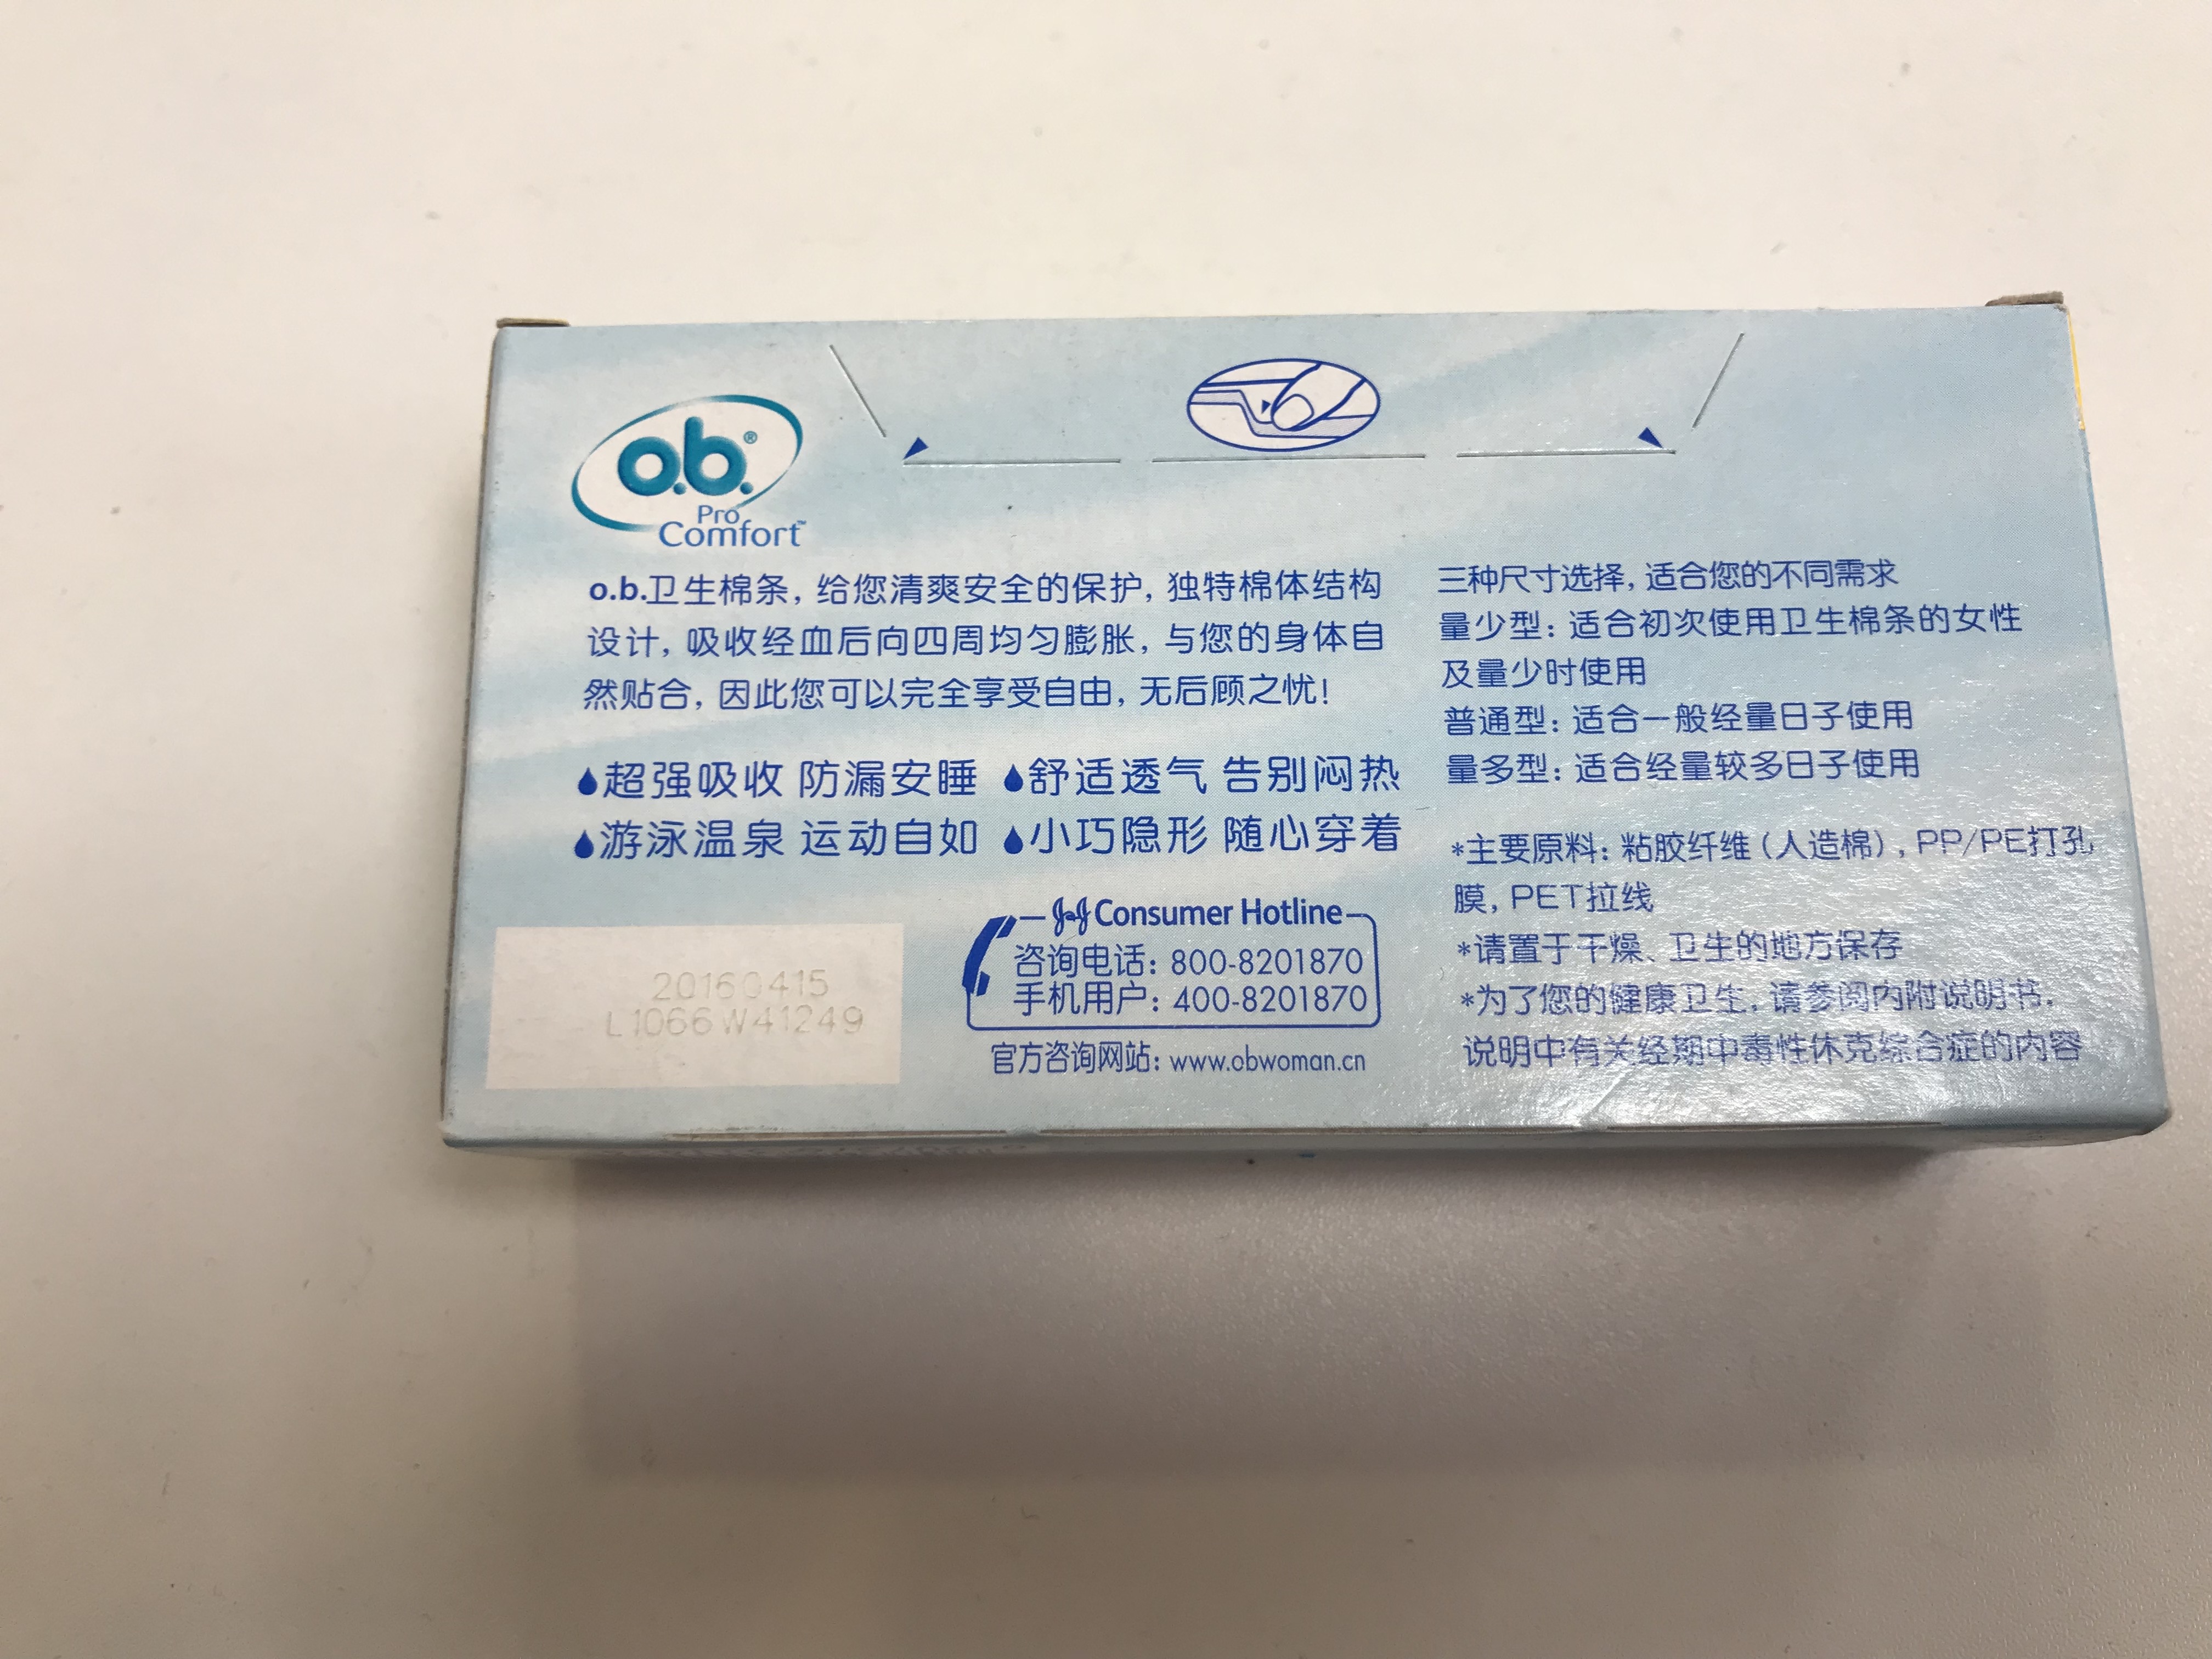 o.b.®
Pro
Comfort™
o.b.卫生棉条, 给您清爽安全的保护, 独特棉体结构
设计, 吸收经血后向四周均匀膨胀, 与您的身体自
然贴合, 因此您可以完全享受自由, 无后顾之忧!
超强吸收 防漏安睡 舒适透气 告别闷热
游泳温泉 运动自如 小巧隐形 随心穿着
20160415
L1066W41249
J&J Consumer Hotline
咨询电话: 800-8201870
手机用户: 400-8201870
官方咨询网站: www.obwoman.cn
三种尺寸选择, 适合您的不同需求
量少型: 适合初次使用卫生棉条的女性
及量少时使用
普通型: 适合一般经量日子使用
量多型: 适合经量较多日子使用
*主要原料: 粘胶纤维 (人造棉) , PP/PE打孔
膜, PET拉线
*请置于干燥、卫生的地方保存
*为了您的健康卫生, 请参阅内附说明书,
说明中有关经期中毒性休克综合症的内容